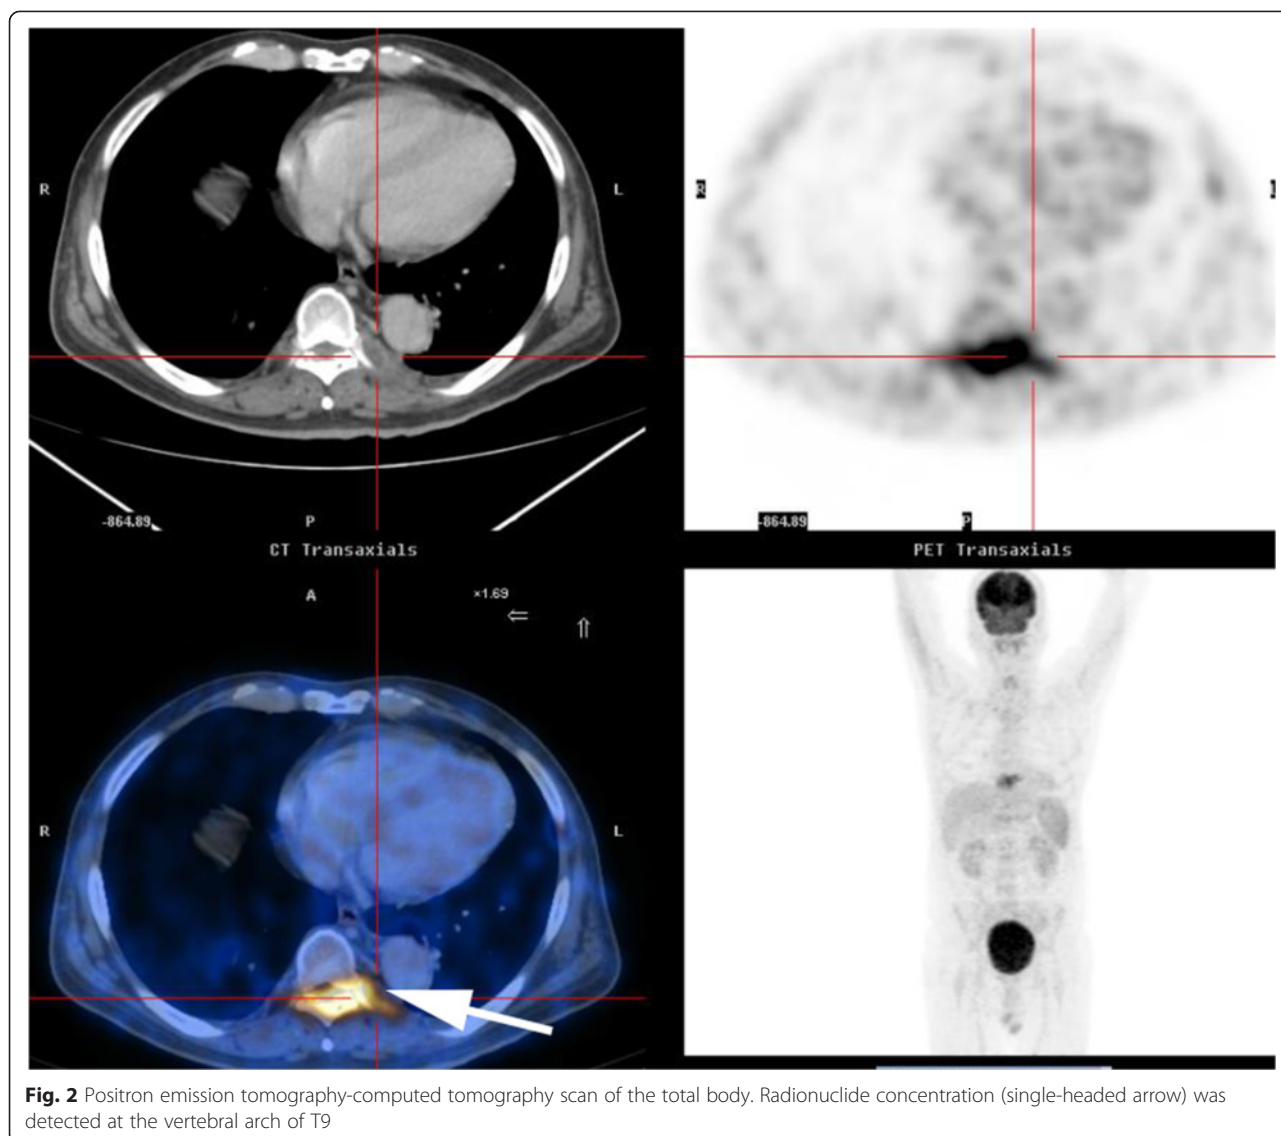 R
L
R
-864.89
P
-864.89
P
CT Transaxials
PET Transaxials
A
×1.69
R
L
Fig. 2 Positron emission tomography-computed tomography scan of the total body. Radionuclide concentration (single-headed arrow) was
detected at the vertebral arch of T9